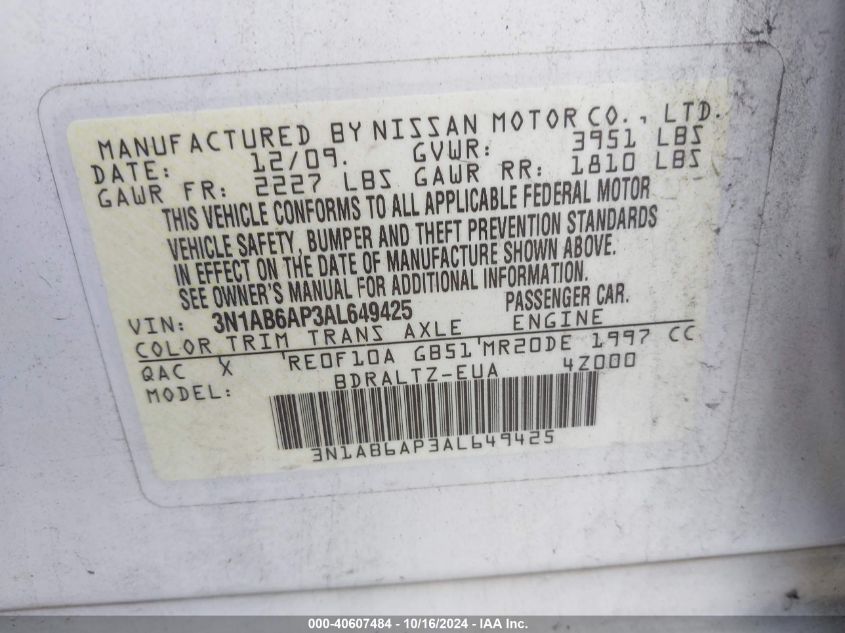 MANUFACTURED BY NISSAN MOTOR CO., LTD.
DATE: 12/09. GVWR: 3951 LBS
GAWR FR: 2227 LBS GAWR RR: 1810 LBS
THIS VEHICLE CONFORMS TO ALL APPLICABLE FEDERAL MOTOR
VEHICLE SAFETY, BUMPER AND THEFT PREVENTION STANDARDS
IN EFFECT ON THE DATE OF MANUFACTURE SHOWN ABOVE.
SEE OWNER'S MANUAL FOR ADDITIONAL INFORMATION.
VIN: 3N1AB6AP3AL649425 PASSENGER CAR.
COLOR TRIM TRANS AXLE ENGINE
QAC X RE0F10A GB51 MR20DE 1997 CC
MODEL: BDRALTZ-EUA 4Z000
3N1AB6AP3AL649425
000-40607484 - 10/16/2024 - IAA Inc.